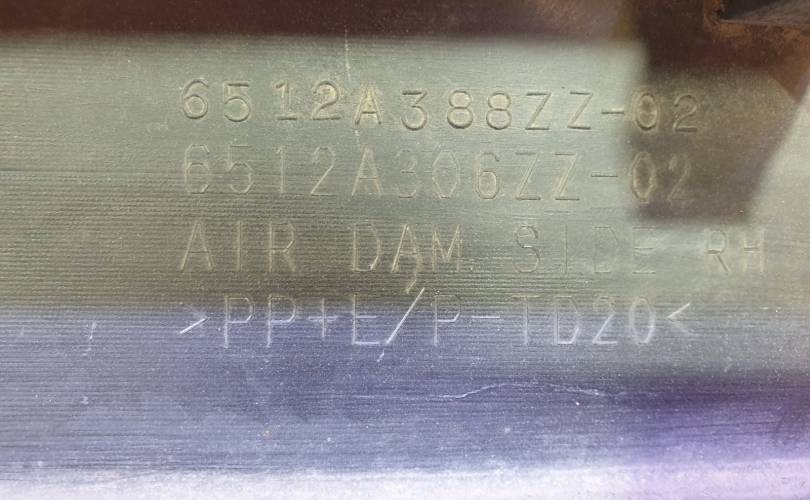 6512A388ZZ-02
6512A306ZZ-02
AIR DAM SIDE RH
>PP+E/P-TD20<